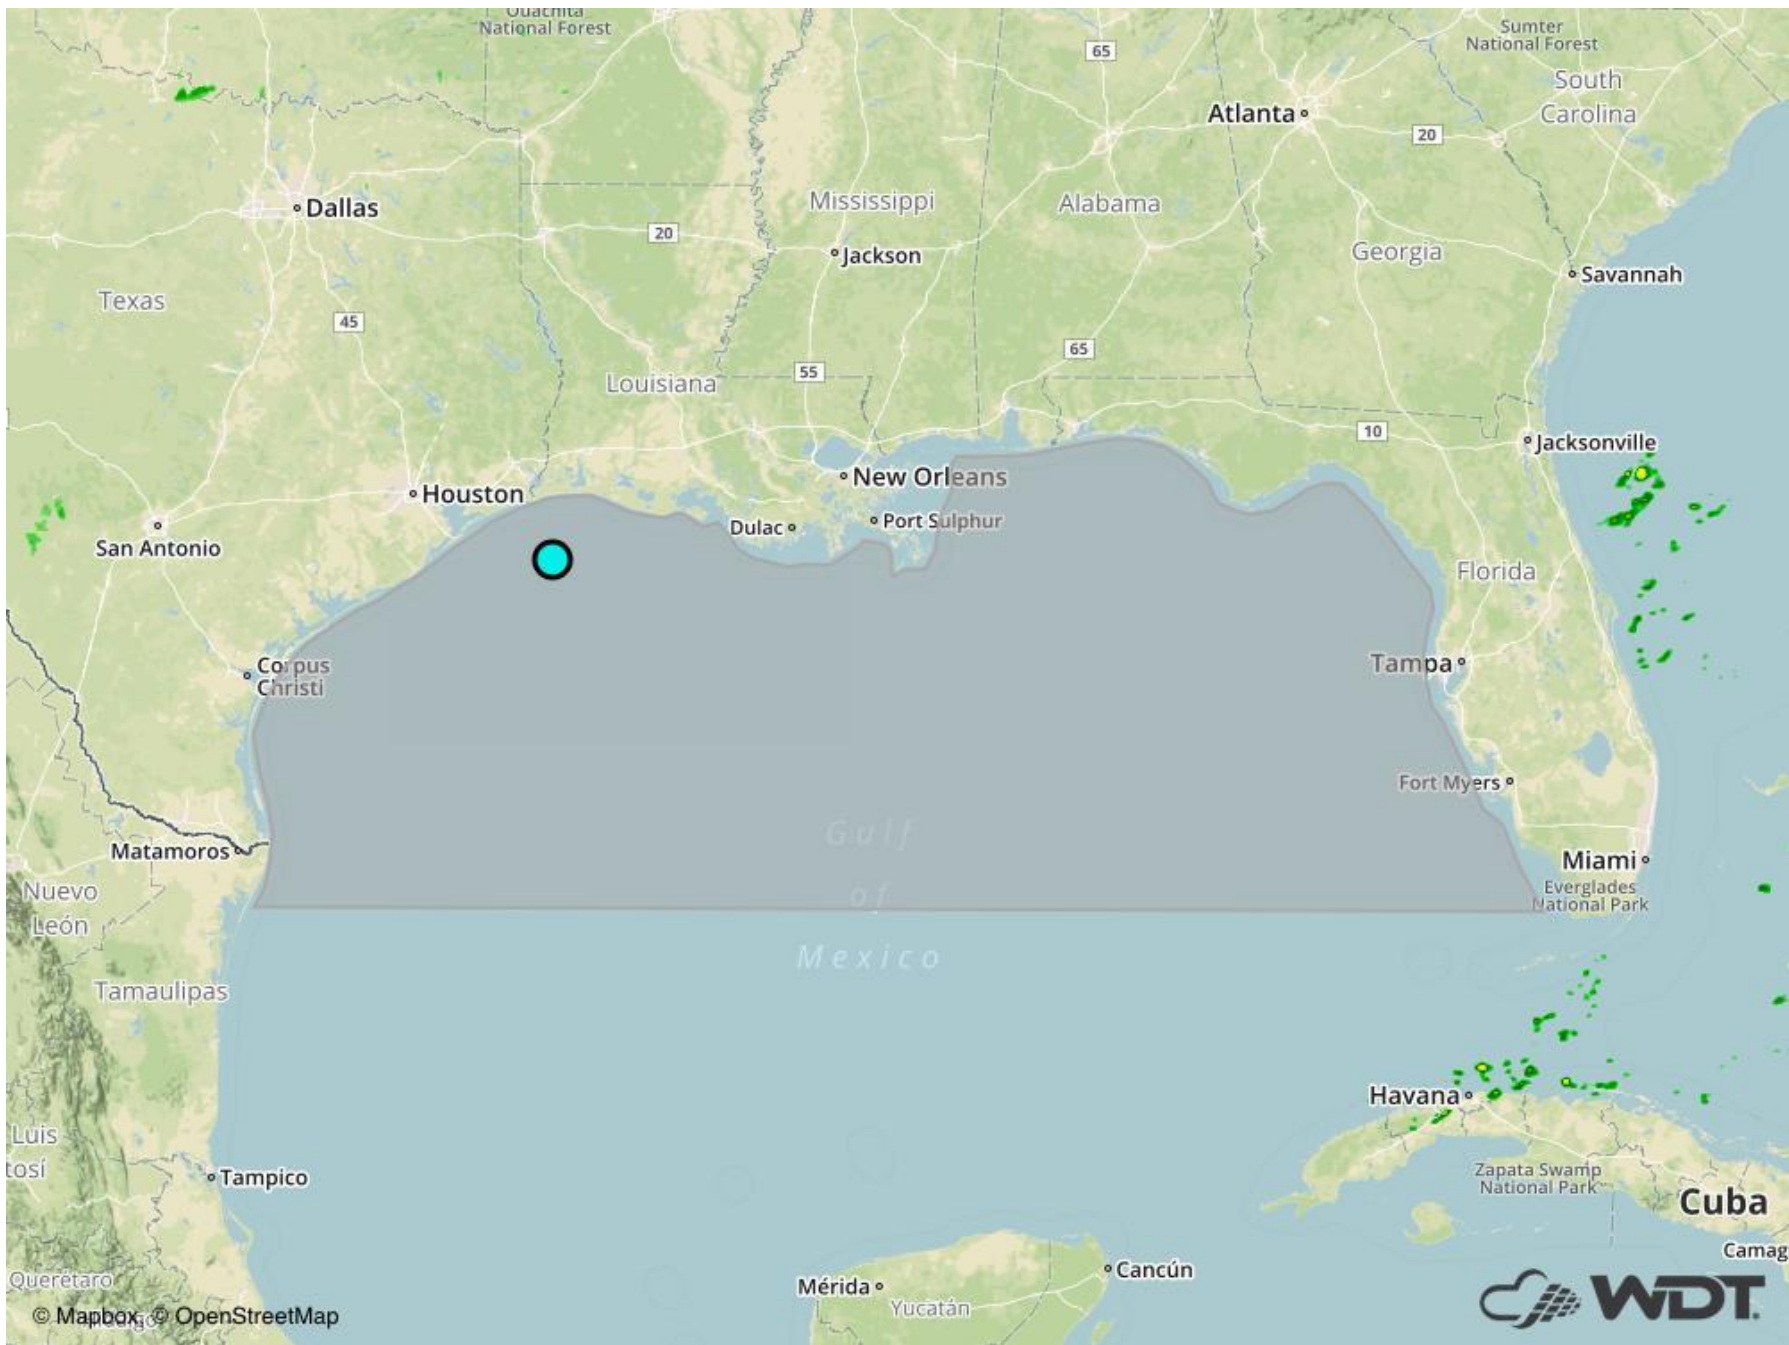 Ouachita
National Forest
65
Sumter
National Forest
South
Carolina
Atlanta
20
Dallas
Mississippi
Alabama
20
Jackson
Georgia
Savannah
Texas
45
65
55
Louisiana
10
Jacksonville
New Orleans
Houston
Dulac
Port Sulphur
San Antonio
Florida
Corpus
Christi
Tampa
Fort Myers
Gulf
of
Mexico
Matamoros
Miami
Everglades
National Park
Nuevo
León
Tamaulipas
Havana
Luis
tosí
Tampico
Zapata Swamp
National Park
Cuba
Camag
Cancún
Mérida
Yucatán
Querétaro
© Mapbox, © OpenStreetMap
WDT